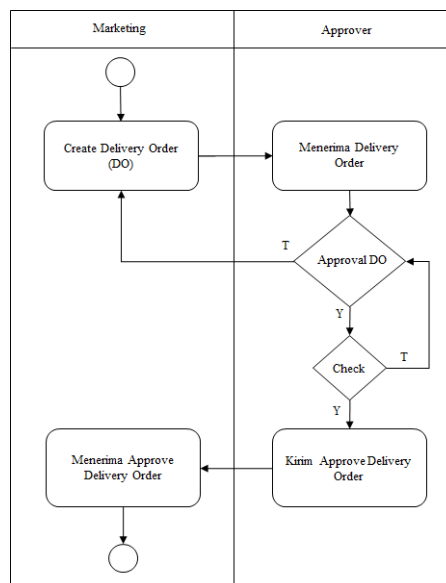 Marketing
Approver
Create Delivery Order
(DO)
Menerima Delivery
Order
T
Approval DO
Y
Check
T
Y
Menerima Approve
Delivery Order
Kirim Approve Delivery
Order